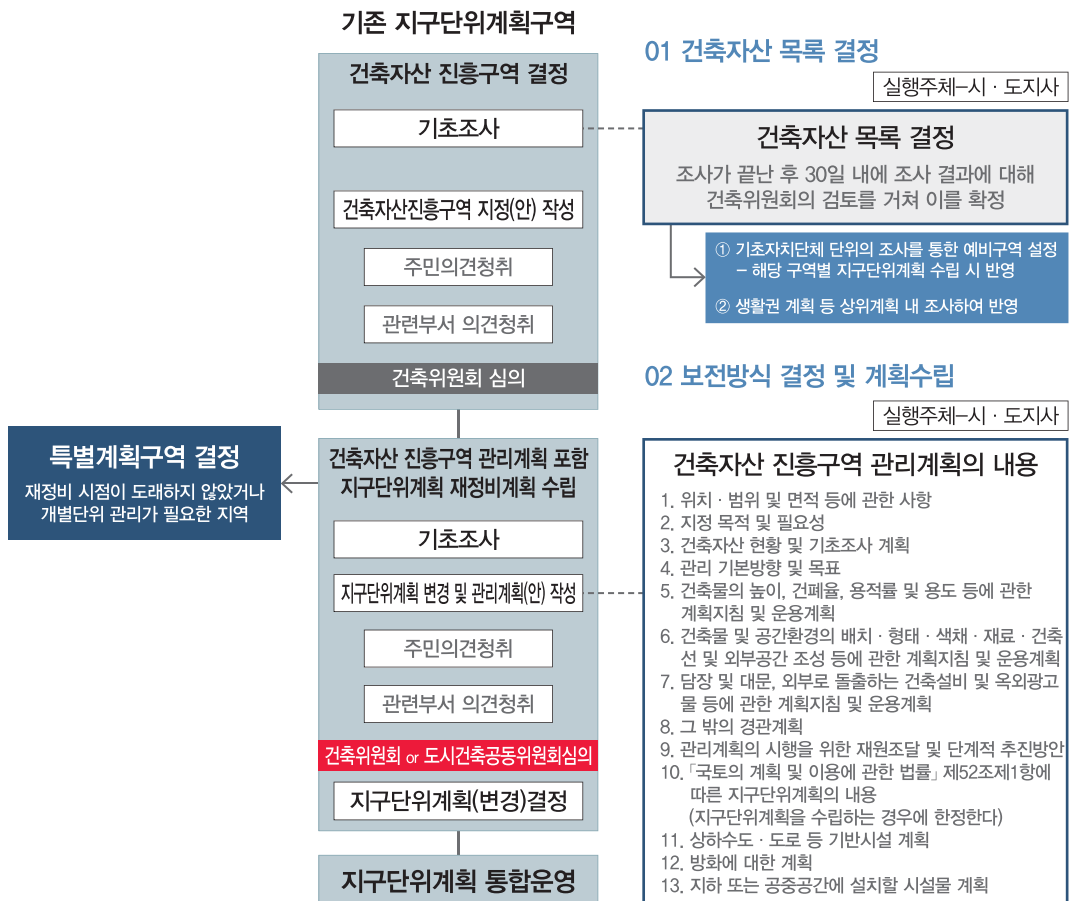 기존 지구단위계획구역
건축자산 진흥구역 결정
기초조사
건축자산진흥구역 지정(안) 작성
주민의견청취
관련부서 의견청취
건축위원회 심의
01 건축자산 목록 결정
실행주체-시 · 도지사
건축자산 목록 결정
조사가 끝난 후 30일 내에 조사 결과에 대해
건축위원회의 검토를 거쳐 이를 확정
① 기초자치단체 단위의 조사를 통한 예비구역 설정
- 해당 구역별 지구단위계획 수립 시 반영
② 생활권 계획 등 상위계획 내 조사하여 반영
특별계획구역 결정
재정비 시점이 도래하지 않았거나
개별단위 관리가 필요한 지역
건축자산 진흥구역 관리계획 포함
지구단위계획 재정비계획 수립
기초조사
지구단위계획 변경 및 관리계획(안) 작성
주민의견청취
관련부서 의견청취
건축위원회 or 도시건축공동위원회심의
지구단위계획(변경)결정
지구단위계획 통합운영
02 보전방식 결정 및 계획수립
실행주체-시 · 도지사
건축자산 진흥구역 관리계획의 내용
1. 위치 · 범위 및 면적 등에 관한 사항
2. 지정 목적 및 필요성
3. 건축자산 현황 및 기초조사 계획
4. 관리 기본방향 및 목표
5. 건축물의 높이, 건폐율, 용적률 및 용도 등에 관한
계획지침 및 운용계획
6. 건축물 및 공간환경의 배치 · 형태 · 색채 · 재료 · 건축
선 및 외부공간 조성 등에 관한 계획지침 및 운용계획
7. 담장 및 대문, 외부로 돌출하는 건축설비 및 옥외광고
물 등에 관한 계획지침 및 운용계획
8. 그 밖의 경관계획
9. 관리계획의 시행을 위한 재원조달 및 단계적 추진방안
10. 「국토의 계획 및 이용에 관한 법률」 제52조제1항에
따른 지구단위계획의 내용
(지구단위계획을 수립하는 경우에 한정한다)
11. 상하수도 · 도로 등 기반시설 계획
12. 방화에 대한 계획
13. 지하 또는 공중공간에 설치할 시설물 계획